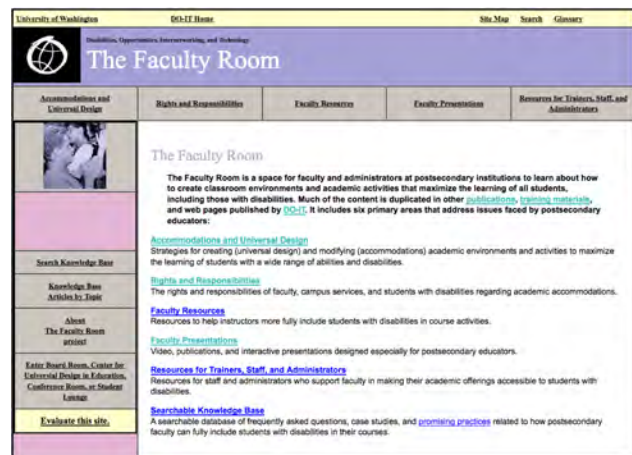 University of Washington
DO-IT Home
Site Map Search Glossary
Disabilities, Opportunities, Internetworking, and Technology
The Faculty Room
Accommodations and
Universal Design
Rights and Responsibilities
Faculty Resources
Faculty Presentations
Resources for Trainers, Staff, and
Administrators
Search Knowledge Base
Knowledge Base
Articles by Topic
About
The Faculty Room
project
Enter Board Room, Center for
Universal Design in Education,
Conference Room, or Student
Lounge
Evaluate this site.
The Faculty Room
The Faculty Room is a space for faculty and administrators at postsecondary institutions to learn about how
to create classroom environments and academic activities that maximize the learning of all students,
including those with disabilities. Much of the content is duplicated in other publications, training materials,
and web pages published by DO-IT. It includes six primary areas that address issues faced by postsecondary
educators:
Accommodations and Universal Design
Strategies for creating (universal design) and modifying (accommodations) academic environments and activities to maximize
the learning of students with a wide range of abilities and disabilities.
Rights and Responsibilities
The rights and responsibilities of faculty, campus services, and students with disabilities regarding academic accommodations.
Faculty Resources
Resources to help instructors more fully include students with disabilities in course activities.
Faculty Presentations
Video, publications, and interactive presentations designed especially for postsecondary educators.
Resources for Trainers, Staff, and Administrators
Resources for staff and administrators who support faculty in making their academic offerings accessible to students with
disabilities.
Searchable Knowledge Base
A searchable database of frequently asked questions, case studies, and promising practices related to how postsecondary
faculty can fully include students with disabilities in their courses.